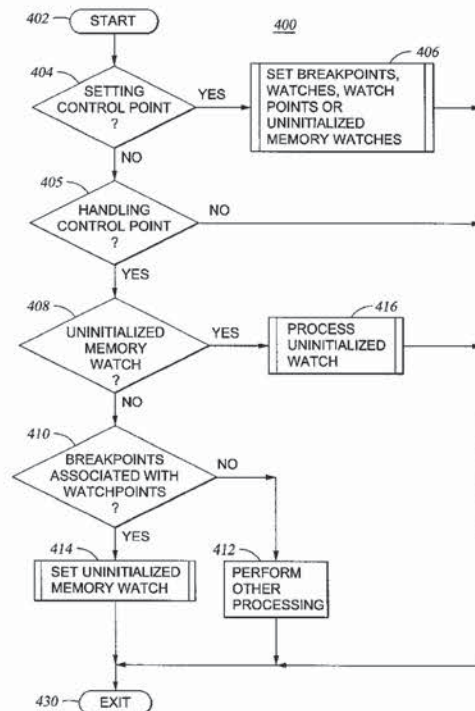 402
START
400
404
SETTING
CONTROL POINT
?
YES
406
SET BREAKPOINTS,
WATCHES, WATCH
POINTS OR
UNINITIALIZED
MEMORY WATCHES
NO
405
HANDLING
CONTROL POINT
?
NO
YES
408
UNINITIALIZED
MEMORY
WATCH
?
YES
416
PROCESS
UNINITIALIZED
WATCH
NO
410
BREAKPOINTS
ASSOCIATED WITH
WATCHPOINTS
?
NO
YES
414
SET UNINITIALIZED
MEMORY WATCH
412
PERFORM
OTHER
PROCESSING
430
EXIT